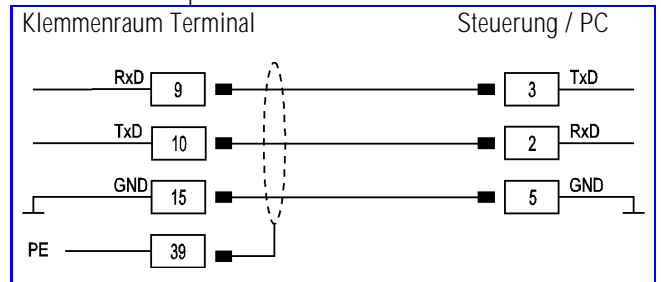 Klemmenraum Terminal Steuerung / PC
RxD 9 3 TxD
TxD 10 2 RxD
GND 15 5 GND
PE 39